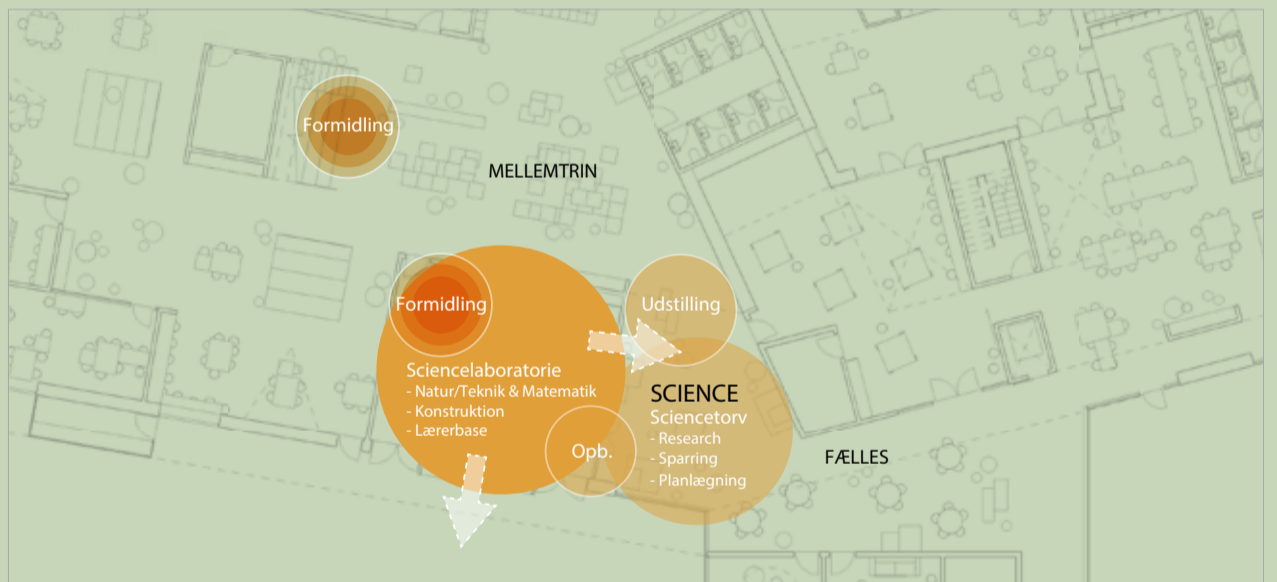 Formidling
MELLEMTRIN
Formidling
Udstilling
Sciencelaboratorie
- Natur/Teknik & Matematik
- Konstruktion
- Lærerbase
SCIENCE
Sciencetorv
- Research
- Sparring
- Planlægning
Opb.
FÆLLES